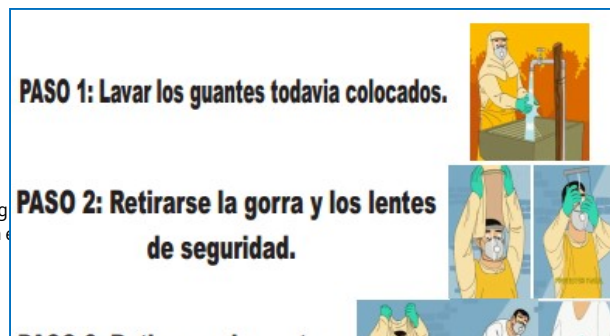 PASO 1: Lavar los guantes todavia colocados.
PASO 2: Retirarse la gorra y los lentes
de seguridad.